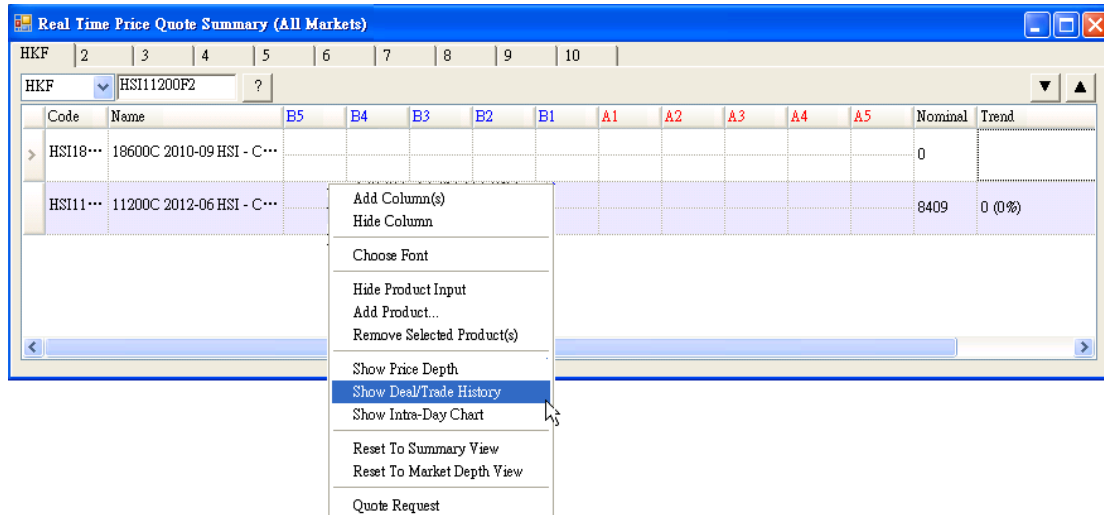 Real Time Price Quote Summary (All Markets)
HKF 2 3 4 5 6 7 8 9 10
HKF HSI11200F2 ?
Code Name B5 B4 B3 B2 B1 A1 A2 A3 A4 A5 Nominal Trend
HSI18··· 18600C 2010-09 HSI - C··· 0
HSI11··· 11200C 2012-06 HSI - C··· 8409 0 (0%)
Add Column(s)
Hide Column
Choose Font
Hide Product Input
Add Product...
Remove Selected Product(s)
Show Price Depth
Show Deal/Trade History
Show Intra-Day Chart
Reset To Summary View
Reset To Market Depth View
Quote Request